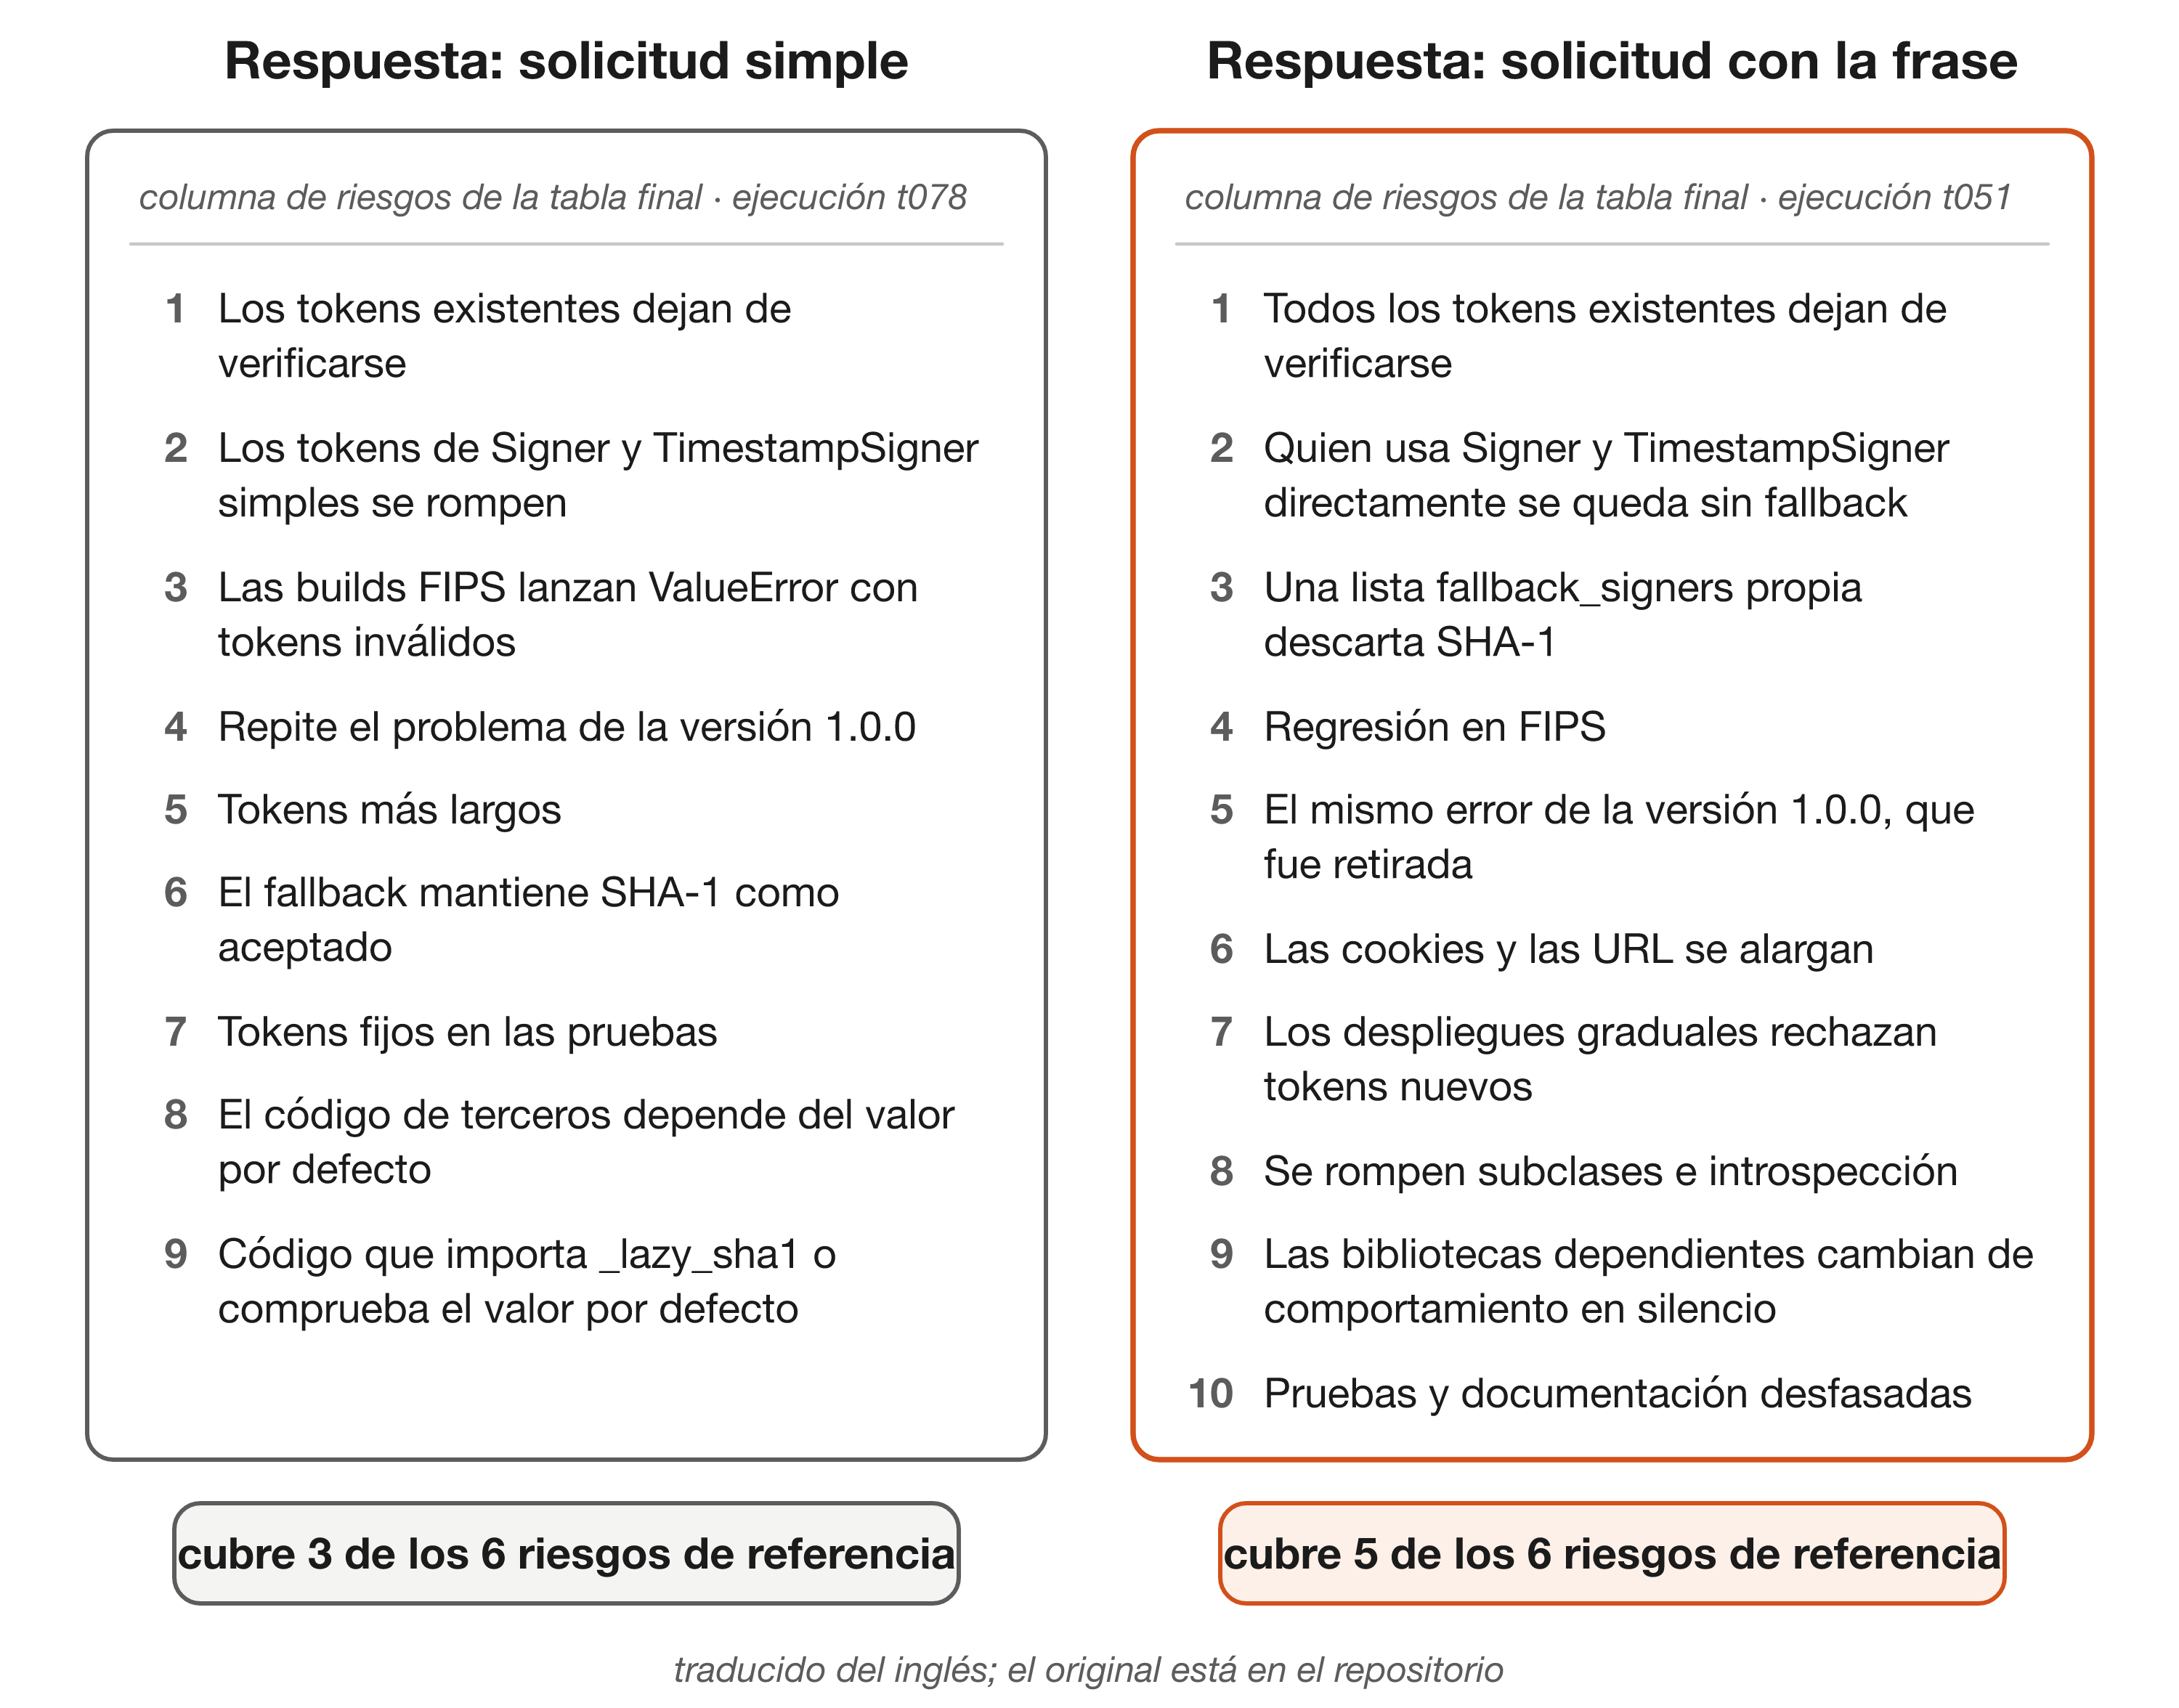 Respuesta: solicitud simple
columna de riesgos de la tabla final · ejecución t078
1 Los tokens existentes dejan de
verificarse
2 Los tokens de Signer y TimestampSigner
simples se rompen
3 Las builds FIPS lanzan ValueError con
tokens inválidos
4 Repite el problema de la versión 1.0.0
5 Tokens más largos
6 El fallback mantiene SHA-1 como
aceptado
7 Tokens fijos en las pruebas
8 El código de terceros depende del valor
por defecto
9 Código que importa _lazy_sha1 o
comprueba el valor por defecto
cubre 3 de los 6 riesgos de referencia
Respuesta: solicitud con la frase
columna de riesgos de la tabla final · ejecución t051
1 Todos los tokens existentes dejan de
verificarse
2 Quien usa Signer y TimestampSigner
directamente se queda sin fallback
3 Una lista fallback_signers propia
descarta SHA-1
4 Regresión en FIPS
5 El mismo error de la versión 1.0.0, que
fue retirada
6 Las cookies y las URL se alargan
7 Los despliegues graduales rechazan
tokens nuevos
8 Se rompen subclases e introspección
9 Las bibliotecas dependientes cambian de
comportamiento en silencio
10 Pruebas y documentación desfasadas
cubre 5 de los 6 riesgos de referencia
traducido del inglés; el original está en el repositorio